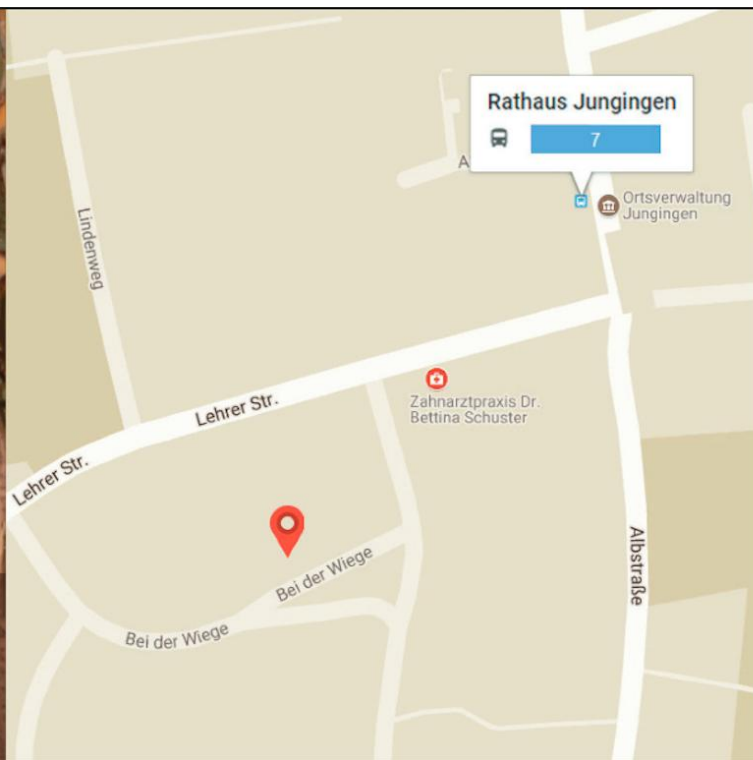 Rathaus Jungingen
7
A
Ortsverwaltung
Jungingen
Lindenweg
Zahnarztpraxis Dr.
Bettina Schuster
Lehrer Str.
Lehrer Str.
Bei der Wiege
Bei der Wiege
Albstraße